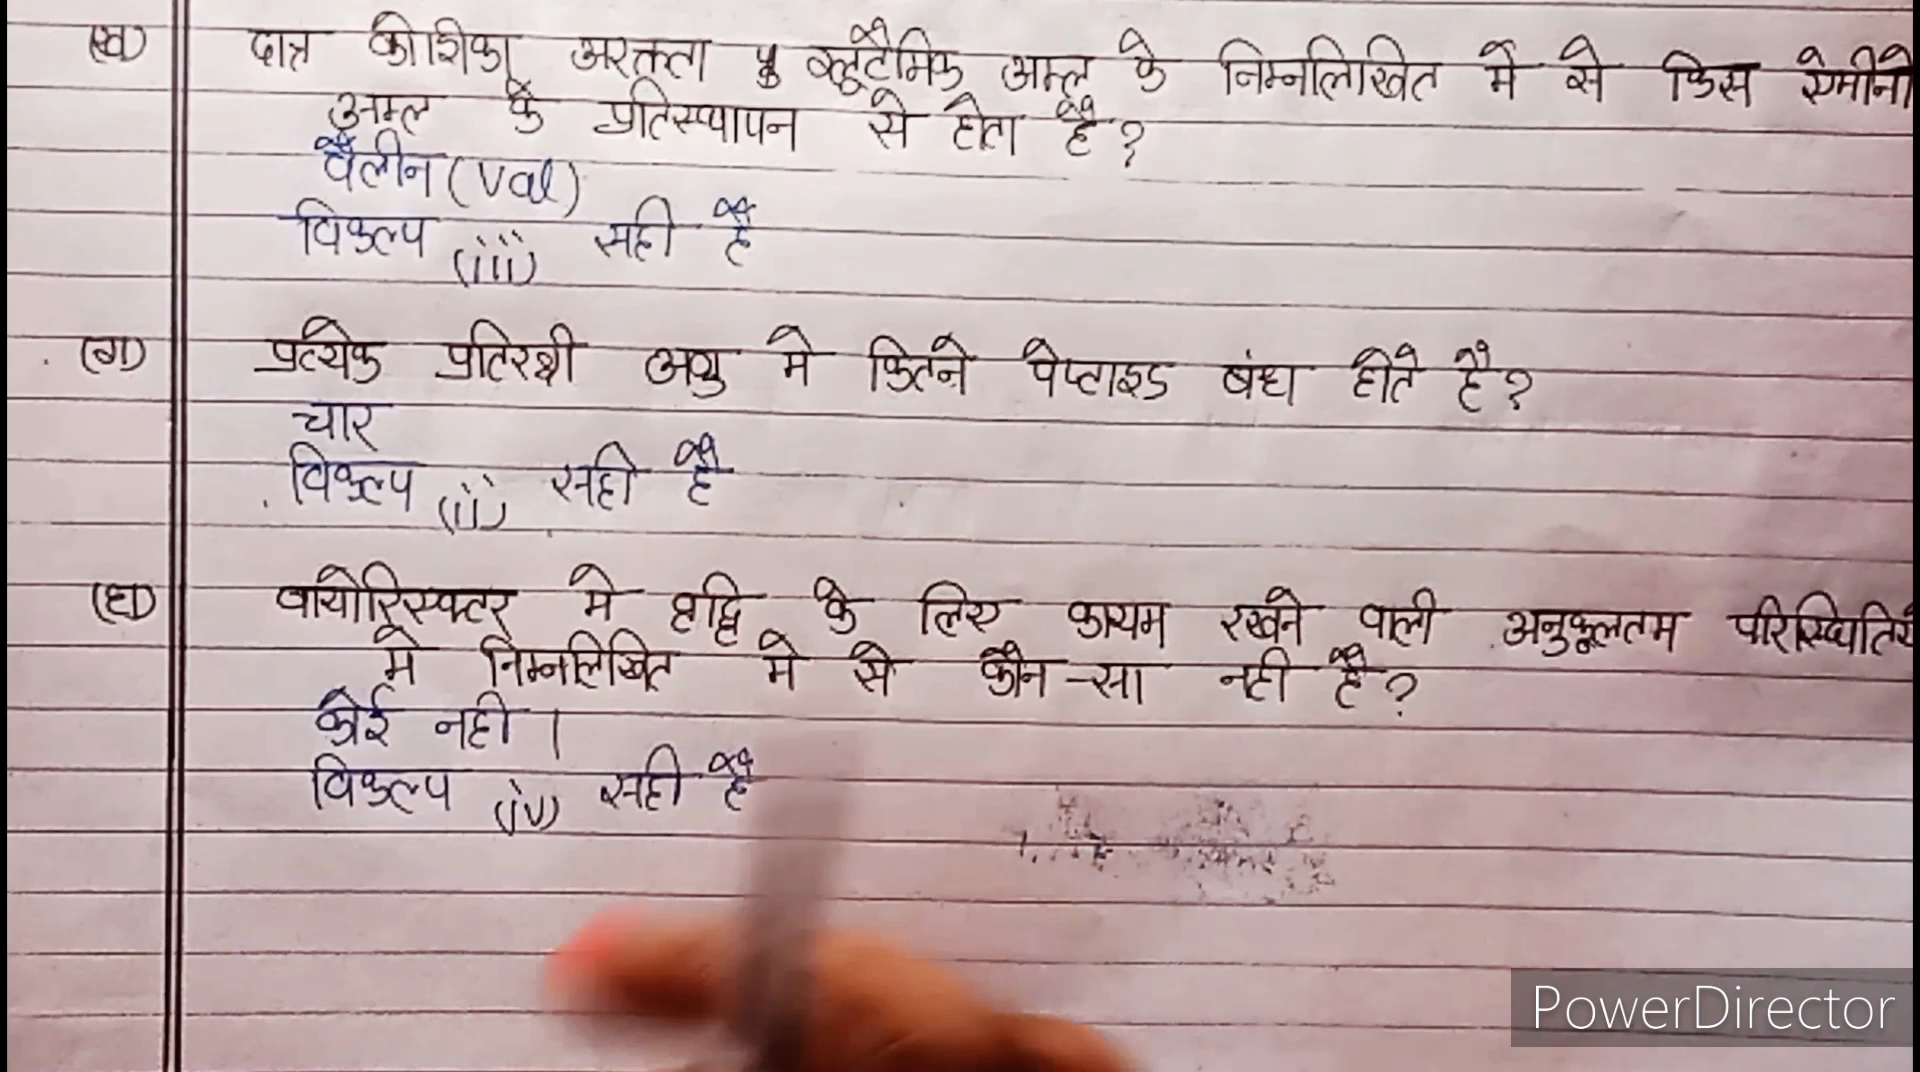 (ख) दात्र कोशिका अरक्तता ग्लूटैमिक अम्ल के निम्नलिखित में से किस ऐमीनो
अम्ल के प्रतिस्थापन से होता है?
वैलीन (Val)
विकल्प (iii) सही है
(ग) प्रत्येक प्रतिरक्षी अणु मे कितने पेप्टाइड बंध होते है?
चार
विकल्प (ii) सही है
(घ) वायोरिएक्टर मे वृद्धि के लिए कायम रखने वाली अनुकूलतम परिस्थितियो
मे निम्नलिखित मे से कौन-सा नही है?
कोई नही।
विकल्प (iv) सही है
PowerDirector